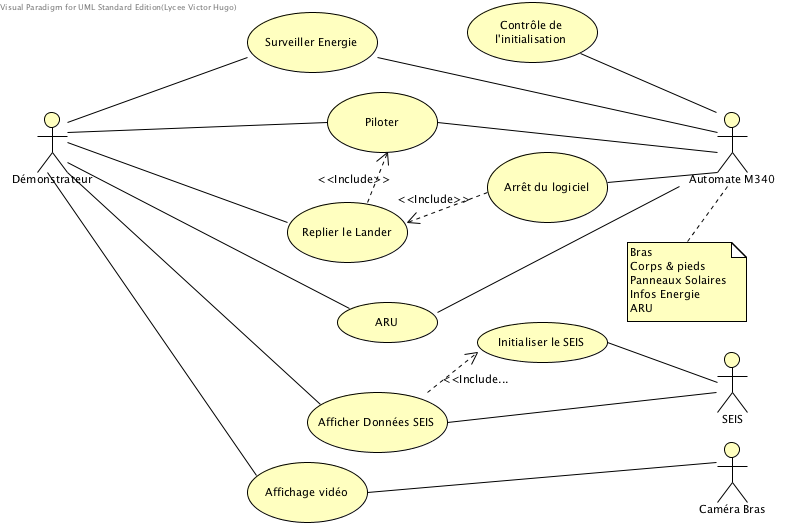 Visual Paradigm for UML Standard Edition(Lycee Victor Hugo)
Surveiller Energie
Contrôle de
l'initialisation
Piloter
Démonstrateur
Automate M340
<<Include>>
Arrêt du logiciel
<<Include>>
Replier le Lander
Bras
Corps & pieds
Panneaux Solaires
Infos Energie
ARU
ARU
Initialiser le SEIS
<<Include...
Afficher Données SEIS
SEIS
Affichage vidéo
Caméra Bras